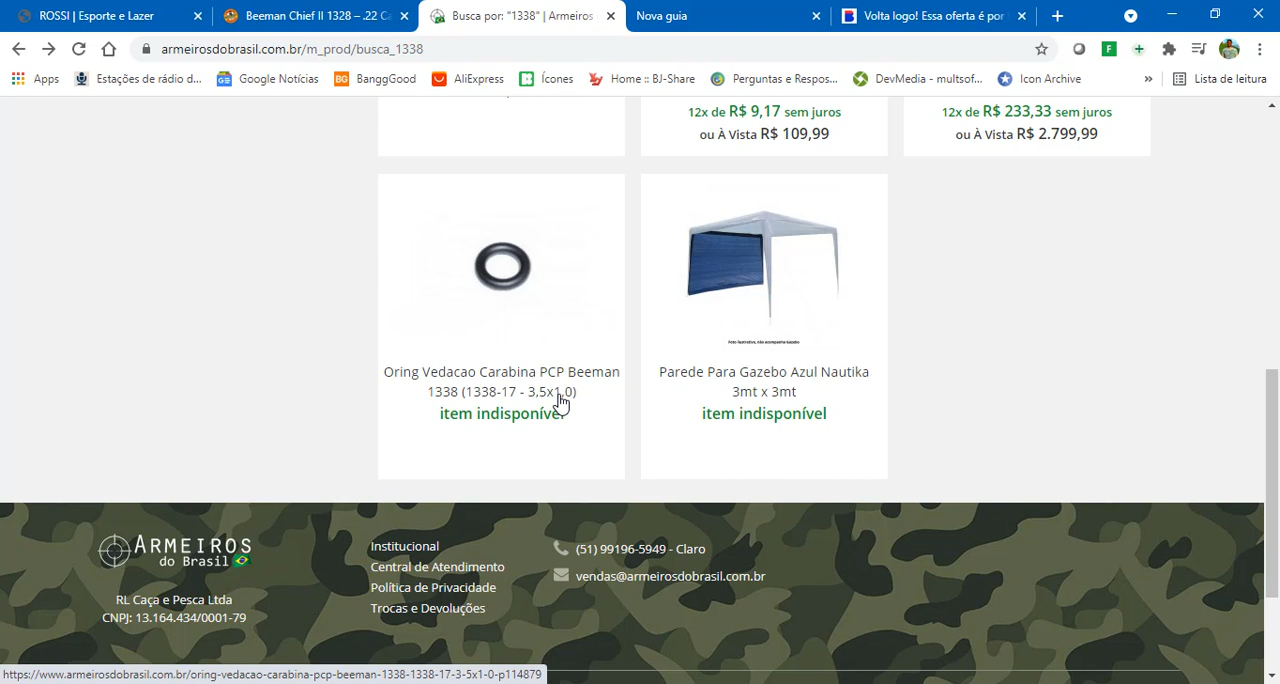 ROSSI | Esporte e Lazer
Beeman Chief II 1328 – .22 Ca
Busca por: "1338" | Armeiros
Nova guia
Volta logo! Essa oferta é por
armeirosdobrasil.com.br/m_prod/busca_1338
Apps
Estações de rádio d...
Google Notícias
BG BanggGood
AliExpress
Ícones
Home :: BJ-Share
Perguntas e Respos...
DevMedia - multsof...
Icon Archive
»
Lista de leitura
12x de R$ 9,17 sem juros
ou À Vista R$ 109,99
12x de R$ 233,33 sem juros
ou À Vista R$ 2.799,99
Oring Vedacao Carabina PCP Beeman
1338 (1338-17 - 3,5x1,0)
item indisponível
Foto ilustrativa, não acompanha Gazebo
Parede Para Gazebo Azul Nautika
3mt x 3mt
item indisponível
ARMEIROS
do Brasil
RL Caça e Pesca Ltda
CNPJ: 13.164.434/0001-79
Institucional
Central de Atendimento
Política de Privacidade
Trocas e Devoluções
(51) 99196-5949 - Claro
vendas@armeirosdobrasil.com.br
https://www.armeirosdobrasil.com.br/oring-vedacao-carabina-pcp-beeman-1338-1338-17-3-5x1-0-p114879